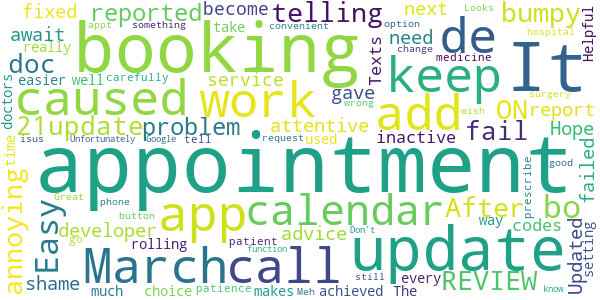 fixed reported become telling next bumpy
await really take booking de It Helpful
doc easier well carefully service need Texts
appt something convenient option Looks hospital
change medicine
doctors caused work gave keep add ON report
surgery wrong wish
21update problem attentive inactive fail Hope
isus Unfortunately Google tell request used failed
time appointment good prescribe
annoying Easy app calendar After bo
Great phone button advice way codes
go developer rolling patient Don't
shame March call update Updated setting
function still every REVIEW
much choice patience makes Meh achieved The know